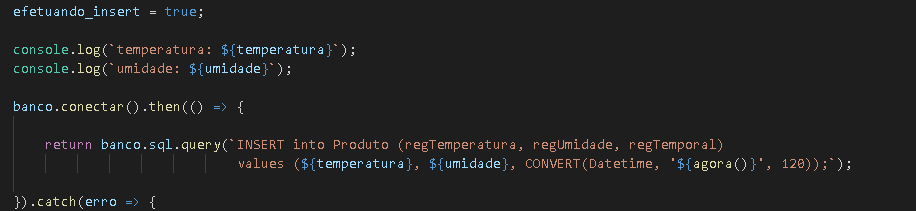 efetuando_insert = true;
console.log(`temperatura: ${temperatura}`);
console.log(`umidade: ${umidade}`);
banco.conectar().then(() => {
return banco.sql.query(`INSERT into Produto (regTemperatura, regUmidade, regTemporal)
values (${temperatura}, ${umidade}, CONVERT(Datetime, '${agora()}', 120));`);
}).catch(erro => {